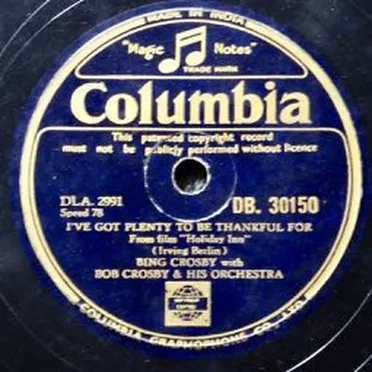 MADE IN INDIA
"Magic Notes"
TRADE MARK
Columbia
This patented copyright record
must not be publicly performed without licence
DLA. 2991
DB. 30150
Speed 78
I'VE GOT PLENTY TO BE THANKFUL FOR
From film "Holiday Inn"
(Irving Berlin)
BING CROSBY with
BOB CROSBY & HIS ORCHESTRA
COLUMBIA GRAPHOPHONE CO. LTD.